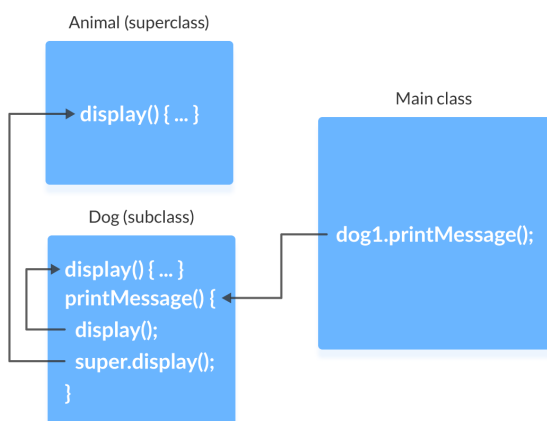 Animal (superclass)
display() { ... }
Main class
dog1.printMessage();
Dog (subclass)
display() { ... }
printMessage() {
display();
super.display();
}